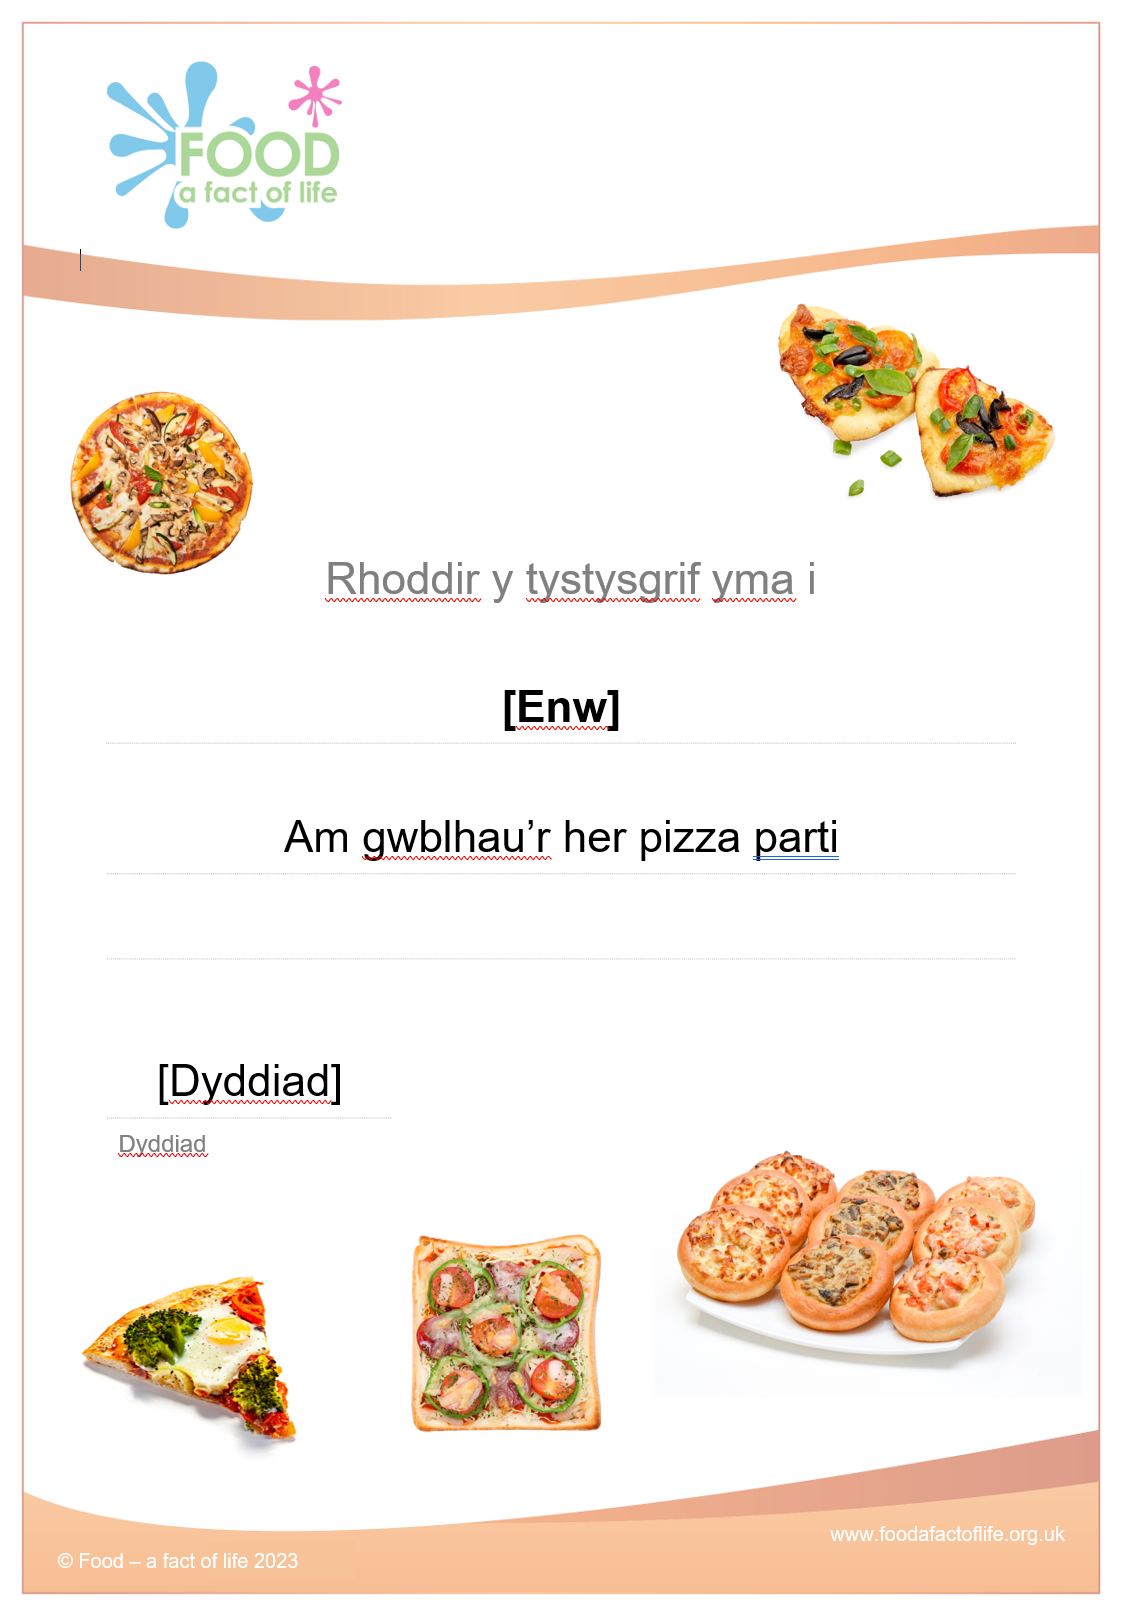 FOOD
a fact of life
Rhoddir y tystysgrif yma i
[Enw]
Am gwblhau’r her pizza parti
[Dyddiad]
Dyddiad
www.foodafactoflife.org.uk
© Food – a fact of life 2023